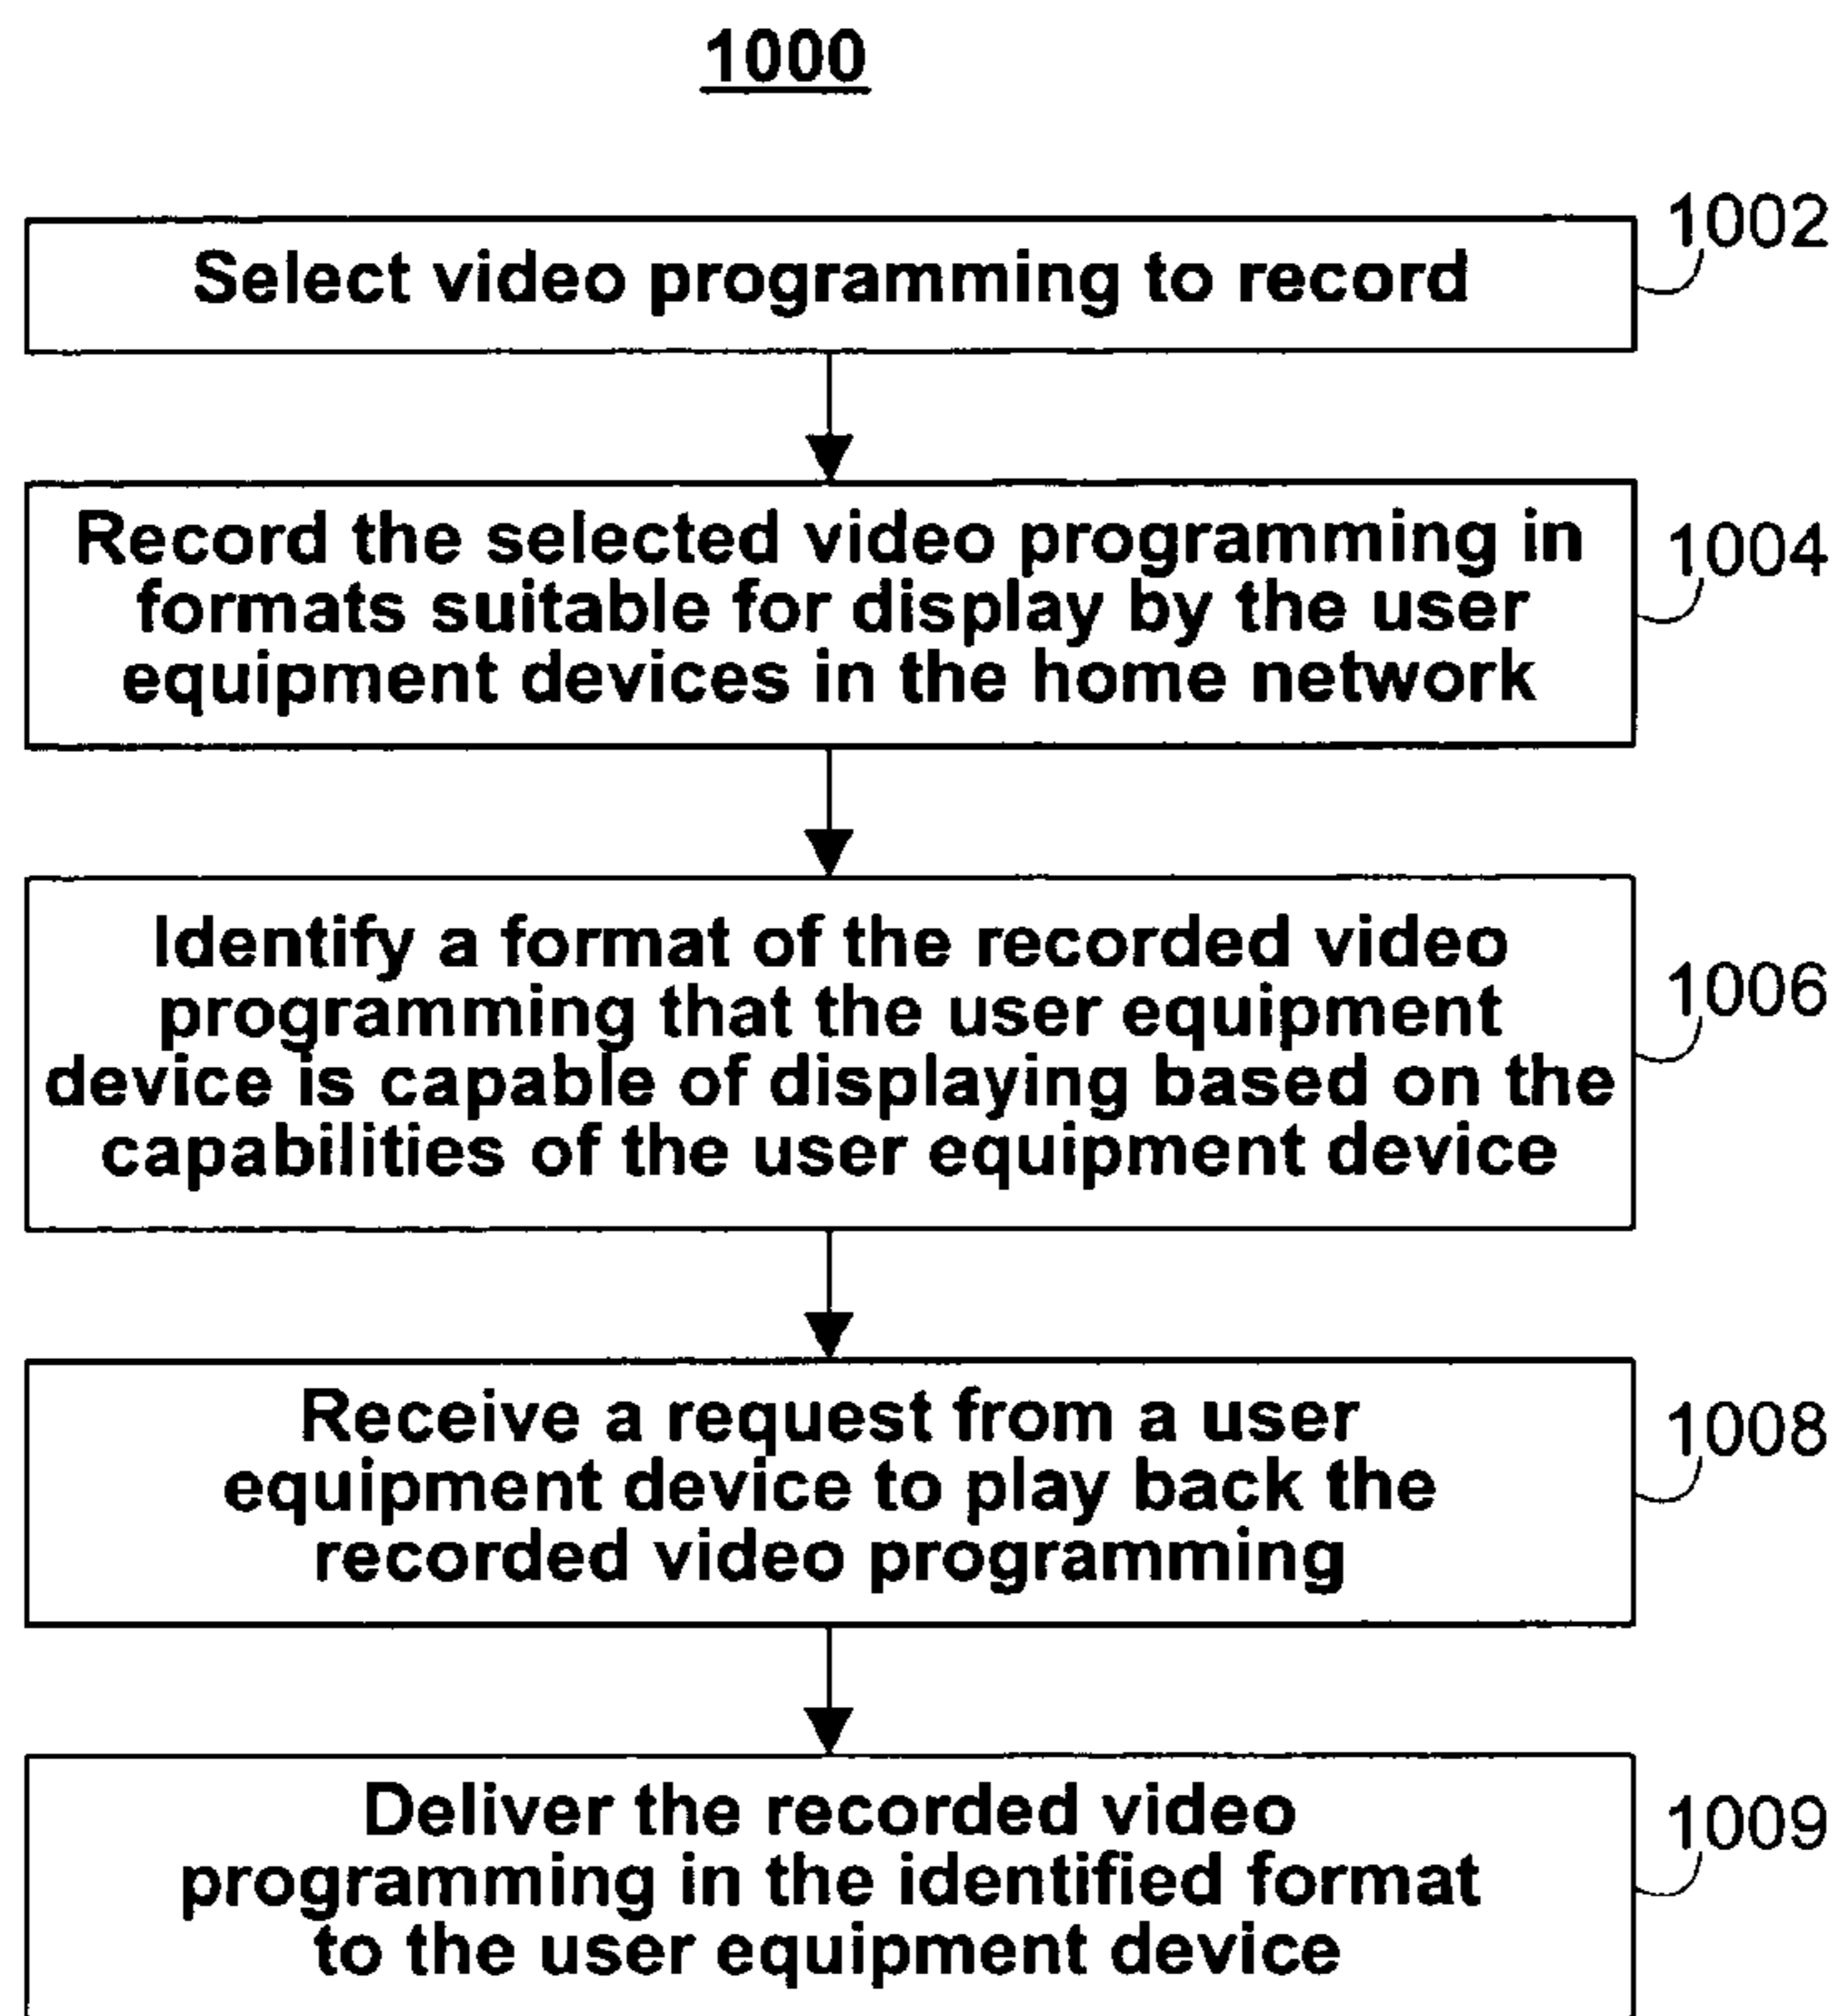 1000
Select video programming to record
1002
Record the selected video programming in
formats suitable for display by the user
equipment devices in the home network
1004
Identify a format of the recorded video
programming that the user equipment
device is capable of displaying based on the
capabilities of the user equipment device
1006
Receive a request from a user
equipment device to play back the
recorded video programming
1008
Deliver the recorded video
programming in the identified format
to the user equipment device
1009